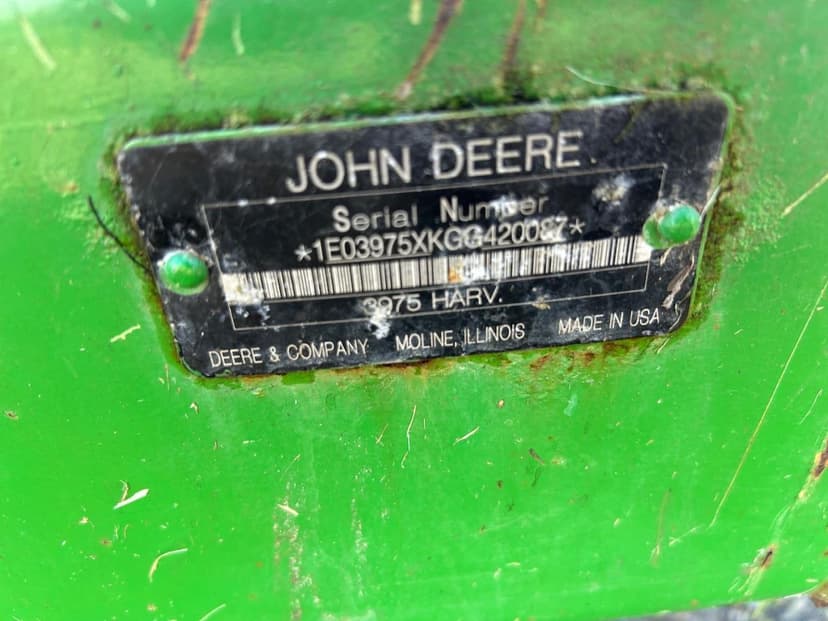 JOHN DEERE
Serial Number
*1E03975XKGG420087*
3975 HARV.
DEERE & COMPANY MOLINE, ILLINOIS MADE IN USA